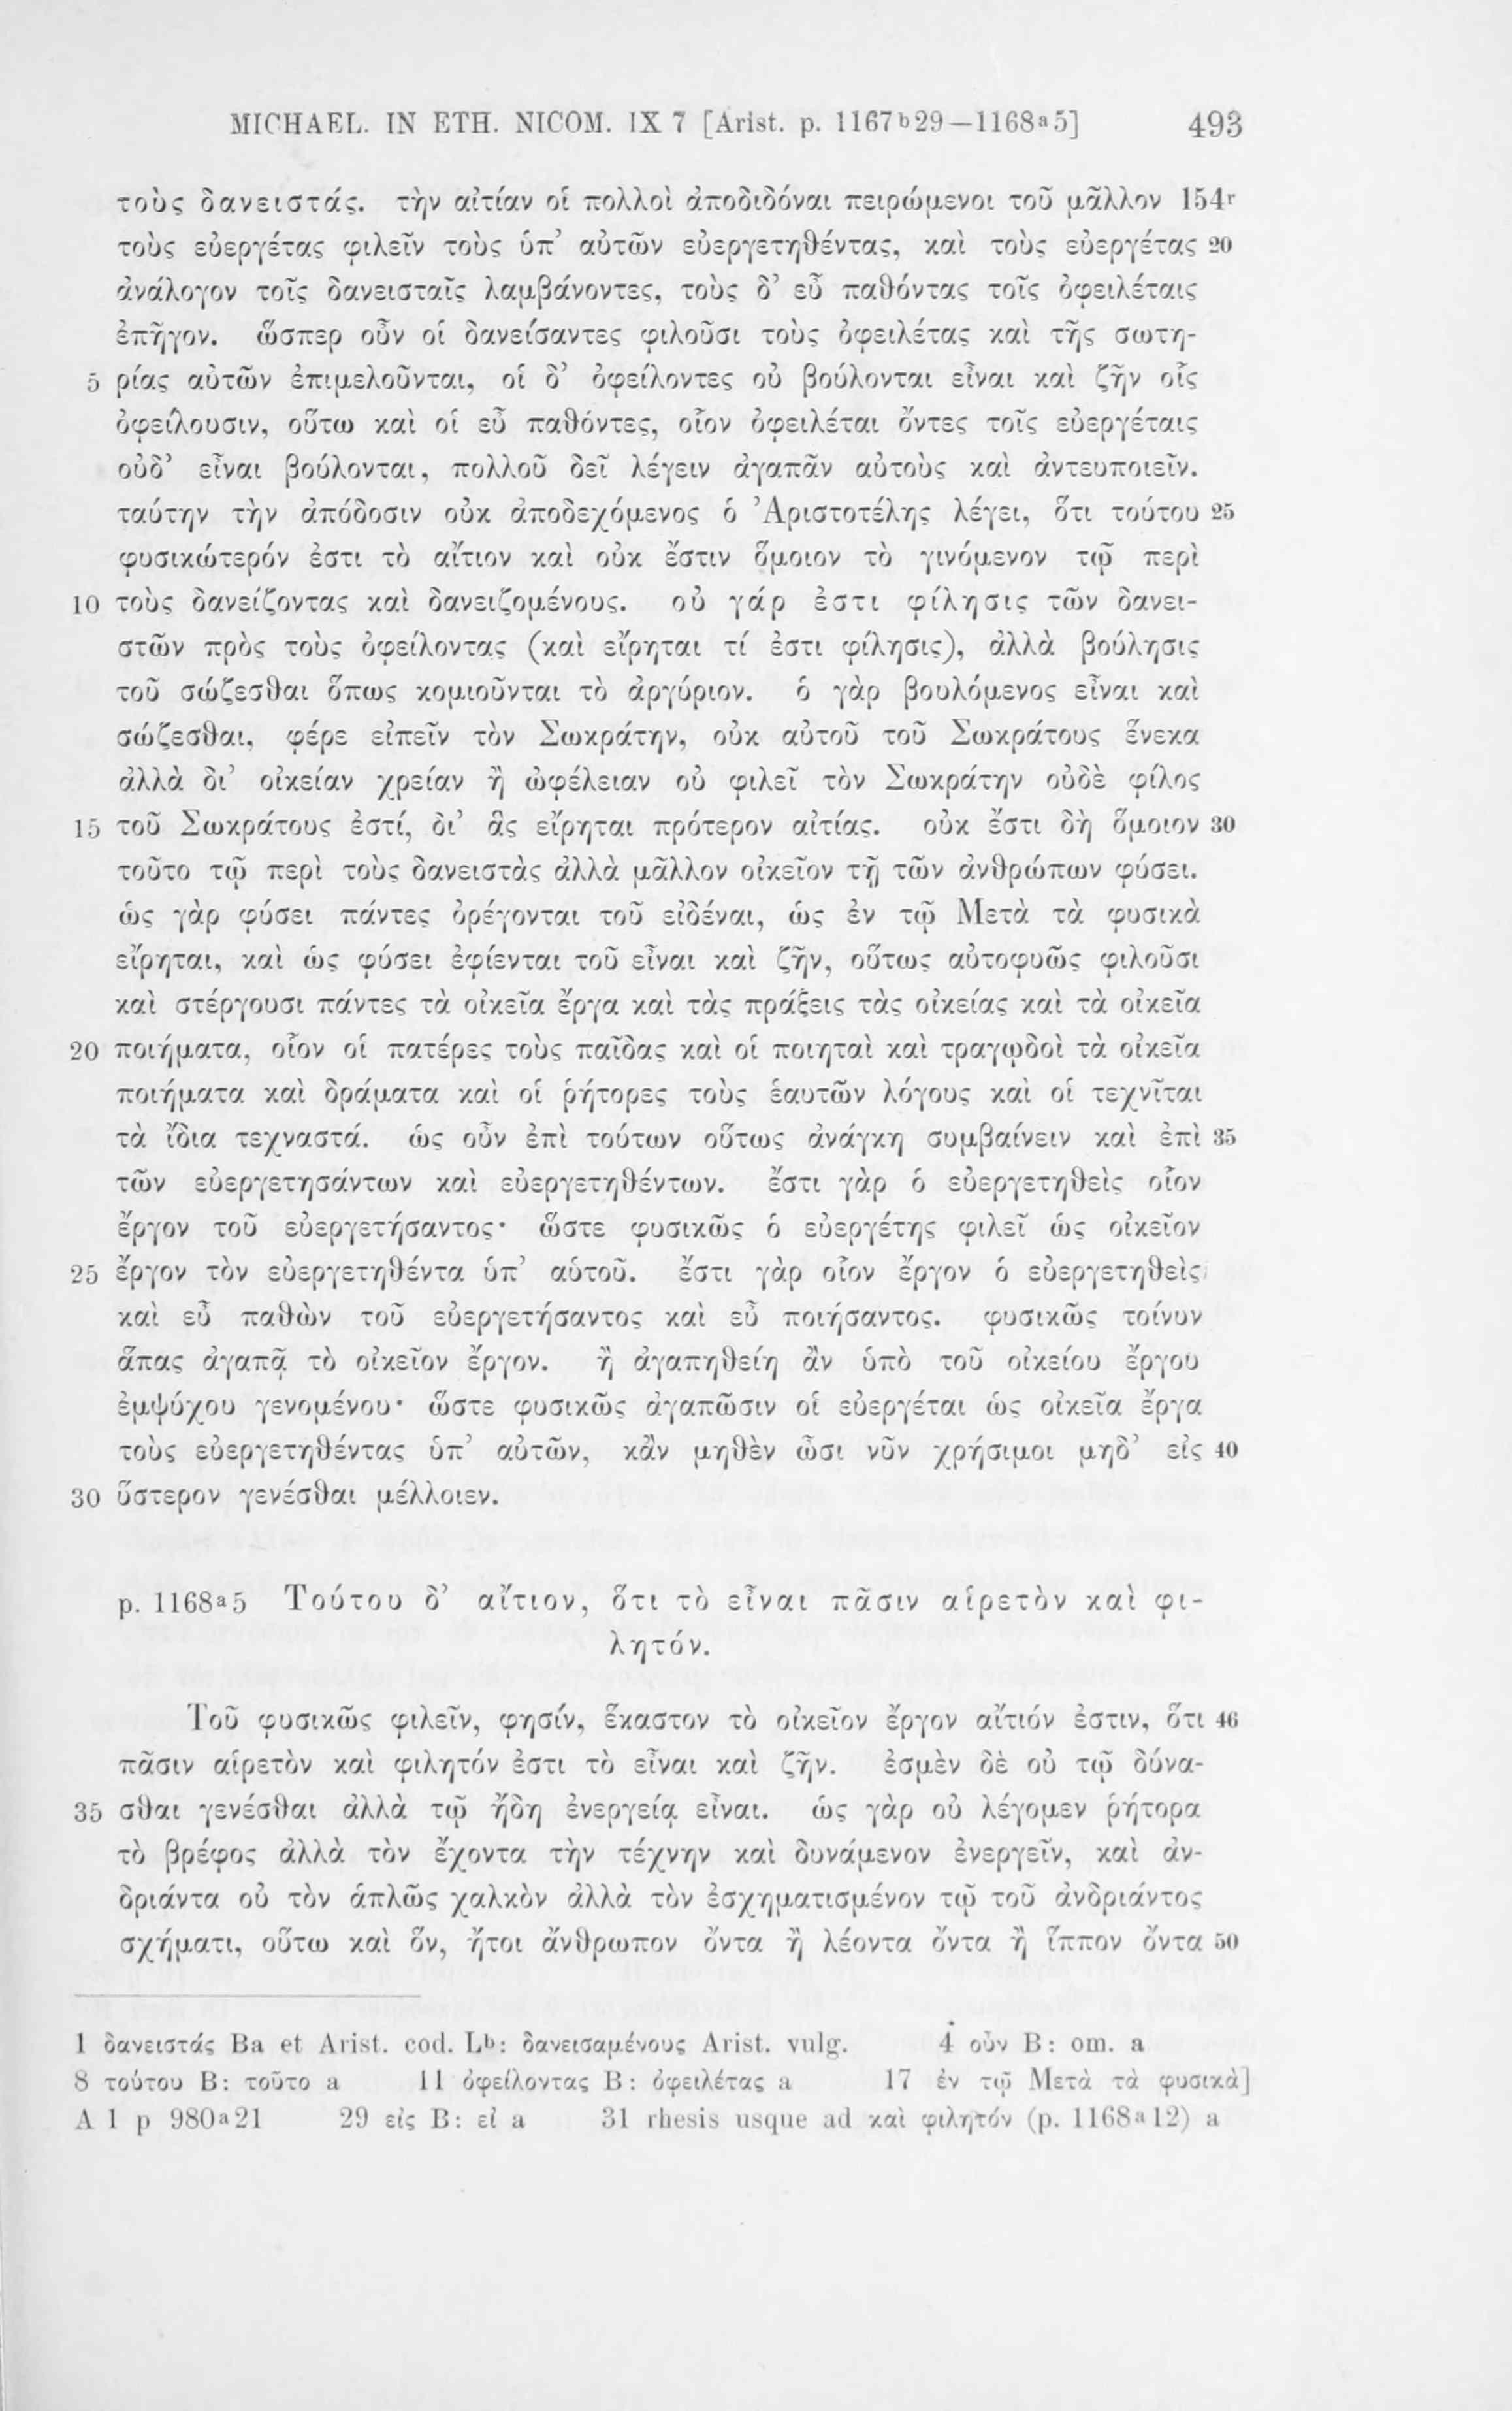 MICHAEL. IN ETH. NICOM. IX 7 [Arist. p. 1167ᵇ29—1168ᵃ5] 493
τοὺς δανειστάς. τὴν αἰτίαν οἱ πολλοὶ ἀποδιδόναι πειρώμενοι τοῦ μᾶλλον 154ʳ
τοὺς εὐεργέτας φιλεῖν τοὺς ὑπ’ αὐτῶν εὐεργετηθέντας, καὶ τοὺς εὐεργέτας 20
ἀνάλογον τοῖς δανεισταῖς λαμβάνοντες, τοὺς δ’ εὖ παθόντας τοῖς ὀφειλέταις
ἐπῆγον. ὥσπερ οὖν οἱ δανείσαντες φιλοῦσι τοὺς ὀφειλέτας καὶ τῆς σωτη-
5 ρίας αὐτῶν ἐπιμελοῦνται, οἱ δ’ ὀφείλοντες οὐ βούλονται εἶναι καὶ ζῆν οἷς
ὀφείλουσιν, οὕτω καὶ οἱ εὖ παθόντες, οἷον ὀφειλέται ὄντες τοῖς εὐεργέταις
οὐδ’ εἶναι βούλονται, πολλοῦ δεῖ λέγειν ἀγαπᾶν αὐτοὺς καὶ ἀντευποιεῖν.
ταύτην τὴν ἀπόδοσιν οὐκ ἀποδεχόμενος ὁ Ἀριστοτέλης λέγει, ὅτι τούτου 25
φυσικώτερόν ἐστι τὸ αἴτιον καὶ οὐκ ἔστιν ὅμοιον τὸ γινόμενον τῷ περὶ
10 τοὺς δανείζοντας καὶ δανειζομένους. οὐ γάρ ἐστι φίλησις τῶν δανει-
στῶν πρὸς τοὺς ὀφείλοντας (καὶ εἴρηται τί ἐστι φίλησις), ἀλλὰ βούλησις
τοῦ σώζεσθαι ὅπως κομιοῦνται τὸ ἀργύριον. ὁ γὰρ βουλόμενος εἶναι καὶ
σώζεσθαι, φέρε εἰπεῖν τὸν Σωκράτην, οὐκ αὐτοῦ τοῦ Σωκράτους ἕνεκα
ἀλλὰ δι’ οἰκείαν χρείαν ἢ ὠφέλειαν οὐ φιλεῖ τὸν Σωκράτην οὐδὲ φίλος
15 τοῦ Σωκράτους ἐστί, δι’ ἃς εἴρηται πρότερον αἰτίας. οὐκ ἔστι δὴ ὅμοιον 30
τοῦτο τῷ περὶ τοὺς δανειστὰς ἀλλὰ μᾶλλον οἰκεῖον τῇ τῶν ἀνθρώπων φύσει.
ὡς γὰρ φύσει πάντες ὀρέγονται τοῦ εἰδέναι, ὡς ἐν τῷ Μετὰ τὰ φυσικὰ
εἴρηται, καὶ ὡς φύσει ἐφίενται τοῦ εἶναι καὶ ζῆν, οὕτως αὐτοφυῶς φιλοῦσι
καὶ στέργουσι πάντες τὰ οἰκεῖα ἔργα καὶ τὰς πράξεις τὰς οἰκείας καὶ τὰ οἰκεῖα
20 ποιήματα, οἷον οἱ πατέρες τοὺς παῖδας καὶ οἱ ποιηταὶ καὶ τραγῳδοὶ τὰ οἰκεῖα
ποιήματα καὶ δράματα καὶ οἱ ῥήτορες τοὺς ἑαυτῶν λόγους καὶ οἱ τεχνῖται
τὰ ἴδια τεχναστά. ὡς οὖν ἐπὶ τούτων οὕτως ἀνάγκη συμβαίνειν καὶ ἐπὶ 35
τῶν εὐεργετησάντων καὶ εὐεργετηθέντων. ἔστι γὰρ ὁ εὐεργετηθεὶς οἷον
ἔργον τοῦ εὐεργετήσαντος· ὥστε φυσικῶς ὁ εὐεργέτης φιλεῖ ὡς οἰκεῖον
25 ἔργον τὸν εὐεργετηθέντα ὑπ’ αὑτοῦ. ἔστι γὰρ οἷον ἔργον ὁ εὐεργετηθεὶς
καὶ εὖ παθὼν τοῦ εὐεργετήσαντος καὶ εὖ ποιήσαντος. φυσικῶς τοίνυν
ἅπας ἀγαπᾷ τὸ οἰκεῖον ἔργον. ἢ ἀγαπηθείη ἂν ὑπὸ τοῦ οἰκείου ἔργου
ἐμψύχου γενομένου· ὥστε φυσικῶς ἀγαπῶσιν οἱ εὐεργέται ὡς οἰκεῖα ἔργα
τοὺς εὐεργετηθέντας ὑπ’ αὐτῶν, κἂν μηθὲν ὦσι νῦν χρήσιμοι μηδ’ εἰς 40
30 ὕστερον γενέσθαι μέλλοιεν.
p. 1168ᵃ5 Τούτου δ’ αἴτιον, ὅτι τὸ εἶναι πᾶσιν αἱρετὸν καὶ φι-
λητόν.
Τοῦ φυσικῶς φιλεῖν, φησίν, ἕκαστον τὸ οἰκεῖον ἔργον αἴτιόν ἐστιν, ὅτι 46
πᾶσιν αἱρετὸν καὶ φιλητόν ἐστι τὸ εἶναι καὶ ζῆν. ἐσμὲν δὲ οὐ τῷ δύνα-
35 σθαι γενέσθαι ἀλλὰ τῷ ἤδη ἐνεργείᾳ εἶναι. ὡς γὰρ οὐ λέγομεν ῥήτορα
τὸ βρέφος ἀλλὰ τὸν ἔχοντα τὴν τέχνην καὶ δυνάμενον ἐνεργεῖν, καὶ ἀν-
δριάντα οὐ τὸν ἁπλῶς χαλκὸν ἀλλὰ τὸν ἐσχηματισμένον τῷ τοῦ ἀνδριάντος
σχήματι, οὕτω καὶ ὅν, ἤτοι ἄνθρωπον ὄντα ἢ λέοντα ὄντα ἢ ἵππον ὄντα 50
1 δανειστάς Ba et Arist. cod. Lᵇ: δανεισαμένους Arist. vulg. 4 οὖν B: om. a
8 τούτου B: τοῦτο a 11 ὀφείλοντας B: ὀφειλέτας a 17 ἐν τῷ Μετὰ τὰ φυσικὰ]
A 1 p 980ᵃ21 29 εἰς B: εἰ a 31 rhesis usque ad καὶ φιλητόν (p. 1168ᵃ12) a